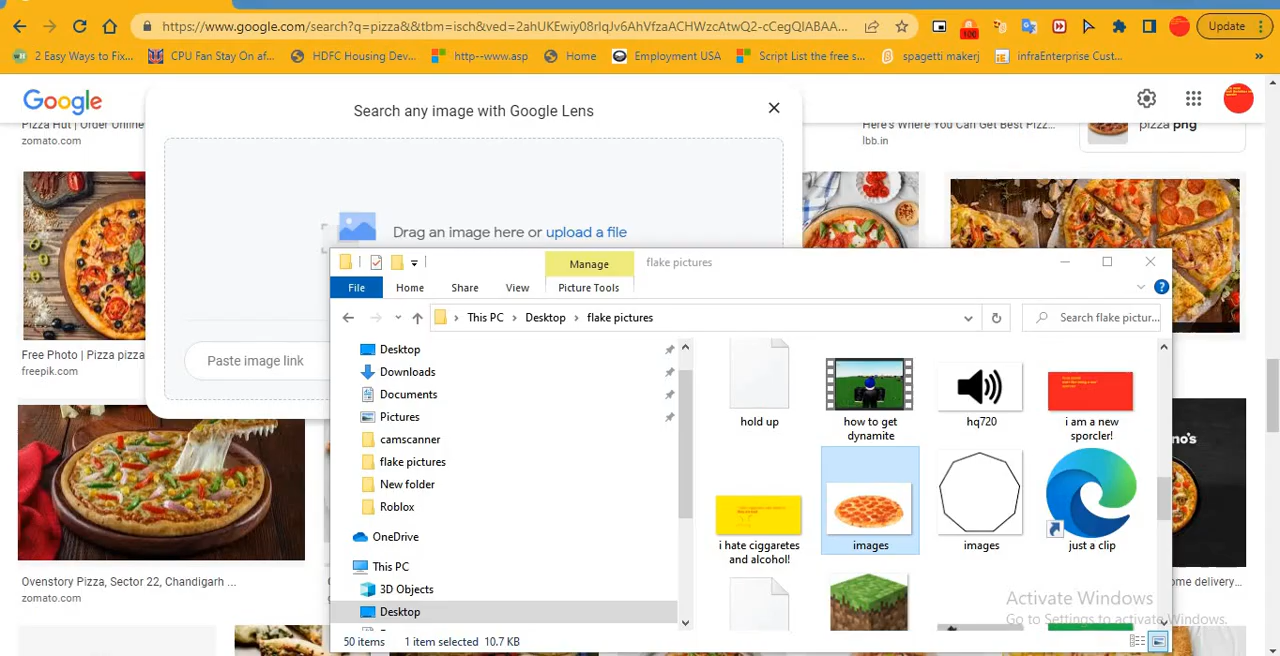 https://www.google.com/search?q=pizza&tbm=isch&ved=2ahUKEwiy08rlqJv6AhVfzaACHWzcAtwQ2-cCegQIABAA...
Update
100
2 Easy Ways to Fix...
CPU Fan Stay On af...
HDFC Housing Dev...
http--www.asp
Home
Employment USA
Script List the free s...
spagetti makerj
infraEnterprise Cust...
»
Google
Search any image with Google Lens
Pizza Hut | Order Online
zomato.com
Here's Where You Can Get Best Piz...
lbb.in
pizza png
Drag an image here or upload a file
Paste image link
Free Photo | Pizza pizza
freepik.com
Manage
flake pictures
File
Home
Share
View
Picture Tools
This PC > Desktop > flake pictures
Search flake pictur...
Desktop
Downloads
Documents
Pictures
camscanner
flake pictures
New folder
Roblox
OneDrive
This PC
3D Objects
Desktop
hold up
how to get
dynamite
hq720
i am a new
sporcler!
i hate ciggaretes
and alcohol!
images
images
just a clip
50 items
1 item selected 10.7 KB
Ovenstory Pizza, Sector 22, Chandigarh ...
zomato.com
no's
ome delivery...
Activate Windows
Go to Settings to activate Windows.